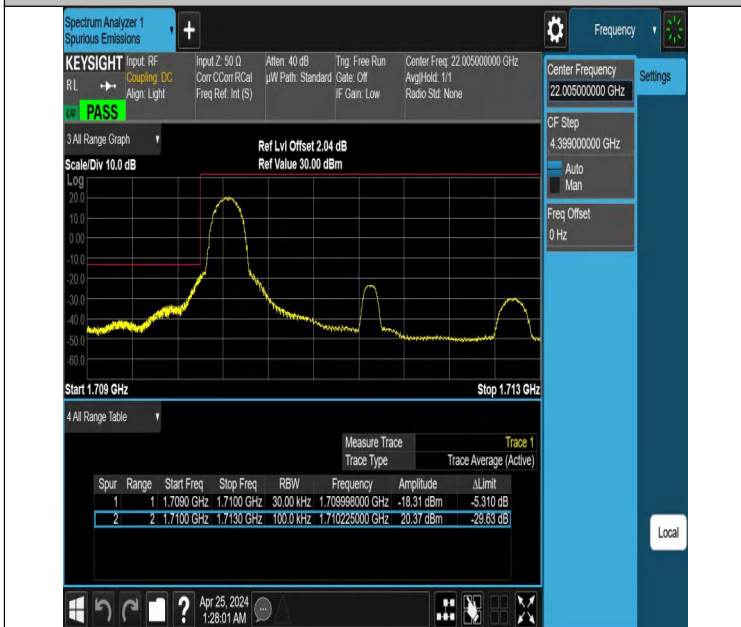 Spectrum Analyzer 1
Spurious Emissions
Frequency
KEYSIGHT
RL
Input: RF
Coupling: DC
Align: Light
Input Z: 50 Ω
Corr CCorr RCal
Freq Ref: Int (S)
Atten: 40 dB
µW Path: Standard
Trig: Free Run
Gate: Off
IF Gain: Low
Center Freq: 22.005000000 GHz
Avg|Hold: 1/1
Radio Std: None
PASS
3 All Range Graph
Scale/Div 10.0 dB
Ref Lvl Offset 2.04 dB
Ref Value 30.00 dBm
Log
20.0
10.0
0.00
-10.0
-20.0
-30.0
-40.0
-50.0
-60.0
Start 1.709 GHz
Stop 1.713 GHz
4 All Range Table
Measure Trace Trace 1
Trace Type Trace Average (Active)
Spur Range Start Freq Stop Freq RBW Frequency Amplitude ΔLimit
1 1 1.7090 GHz 1.7100 GHz 30.00 kHz 1.709998000 GHz -18.31 dBm -5.310 dB
2 2 1.7100 GHz 1.7130 GHz 100.0 kHz 1.710225000 GHz 20.37 dBm -29.63 dB
Center Frequency
22.005000000 GHz
Settings
CF Step
4.399000000 GHz
Auto
Man
Freq Offset
0 Hz
Local
Apr 25, 2024
1:28:01 AM